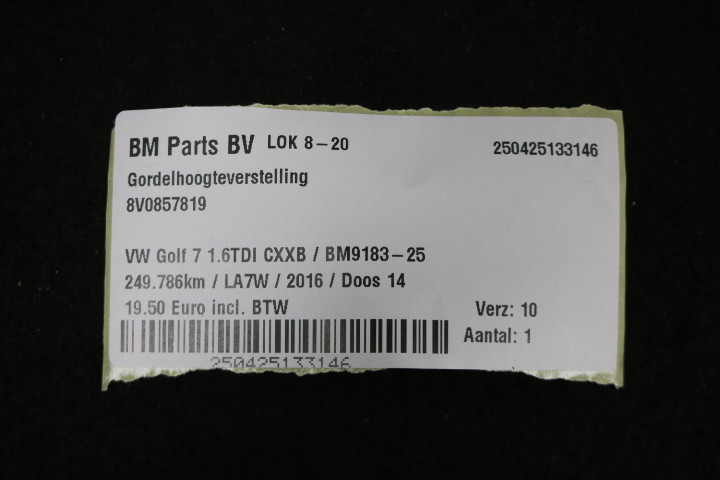 BM Parts BV LOK 8-20 250425133146
Gordelhoogteverstelling
8V0857819
VW Golf 7 1.6TDI CXXB / BM9183-25
249.786km / LA7W / 2016 / Doos 14
19.50 Euro incl. BTW Verz: 10
Aantal: 1
250425133146